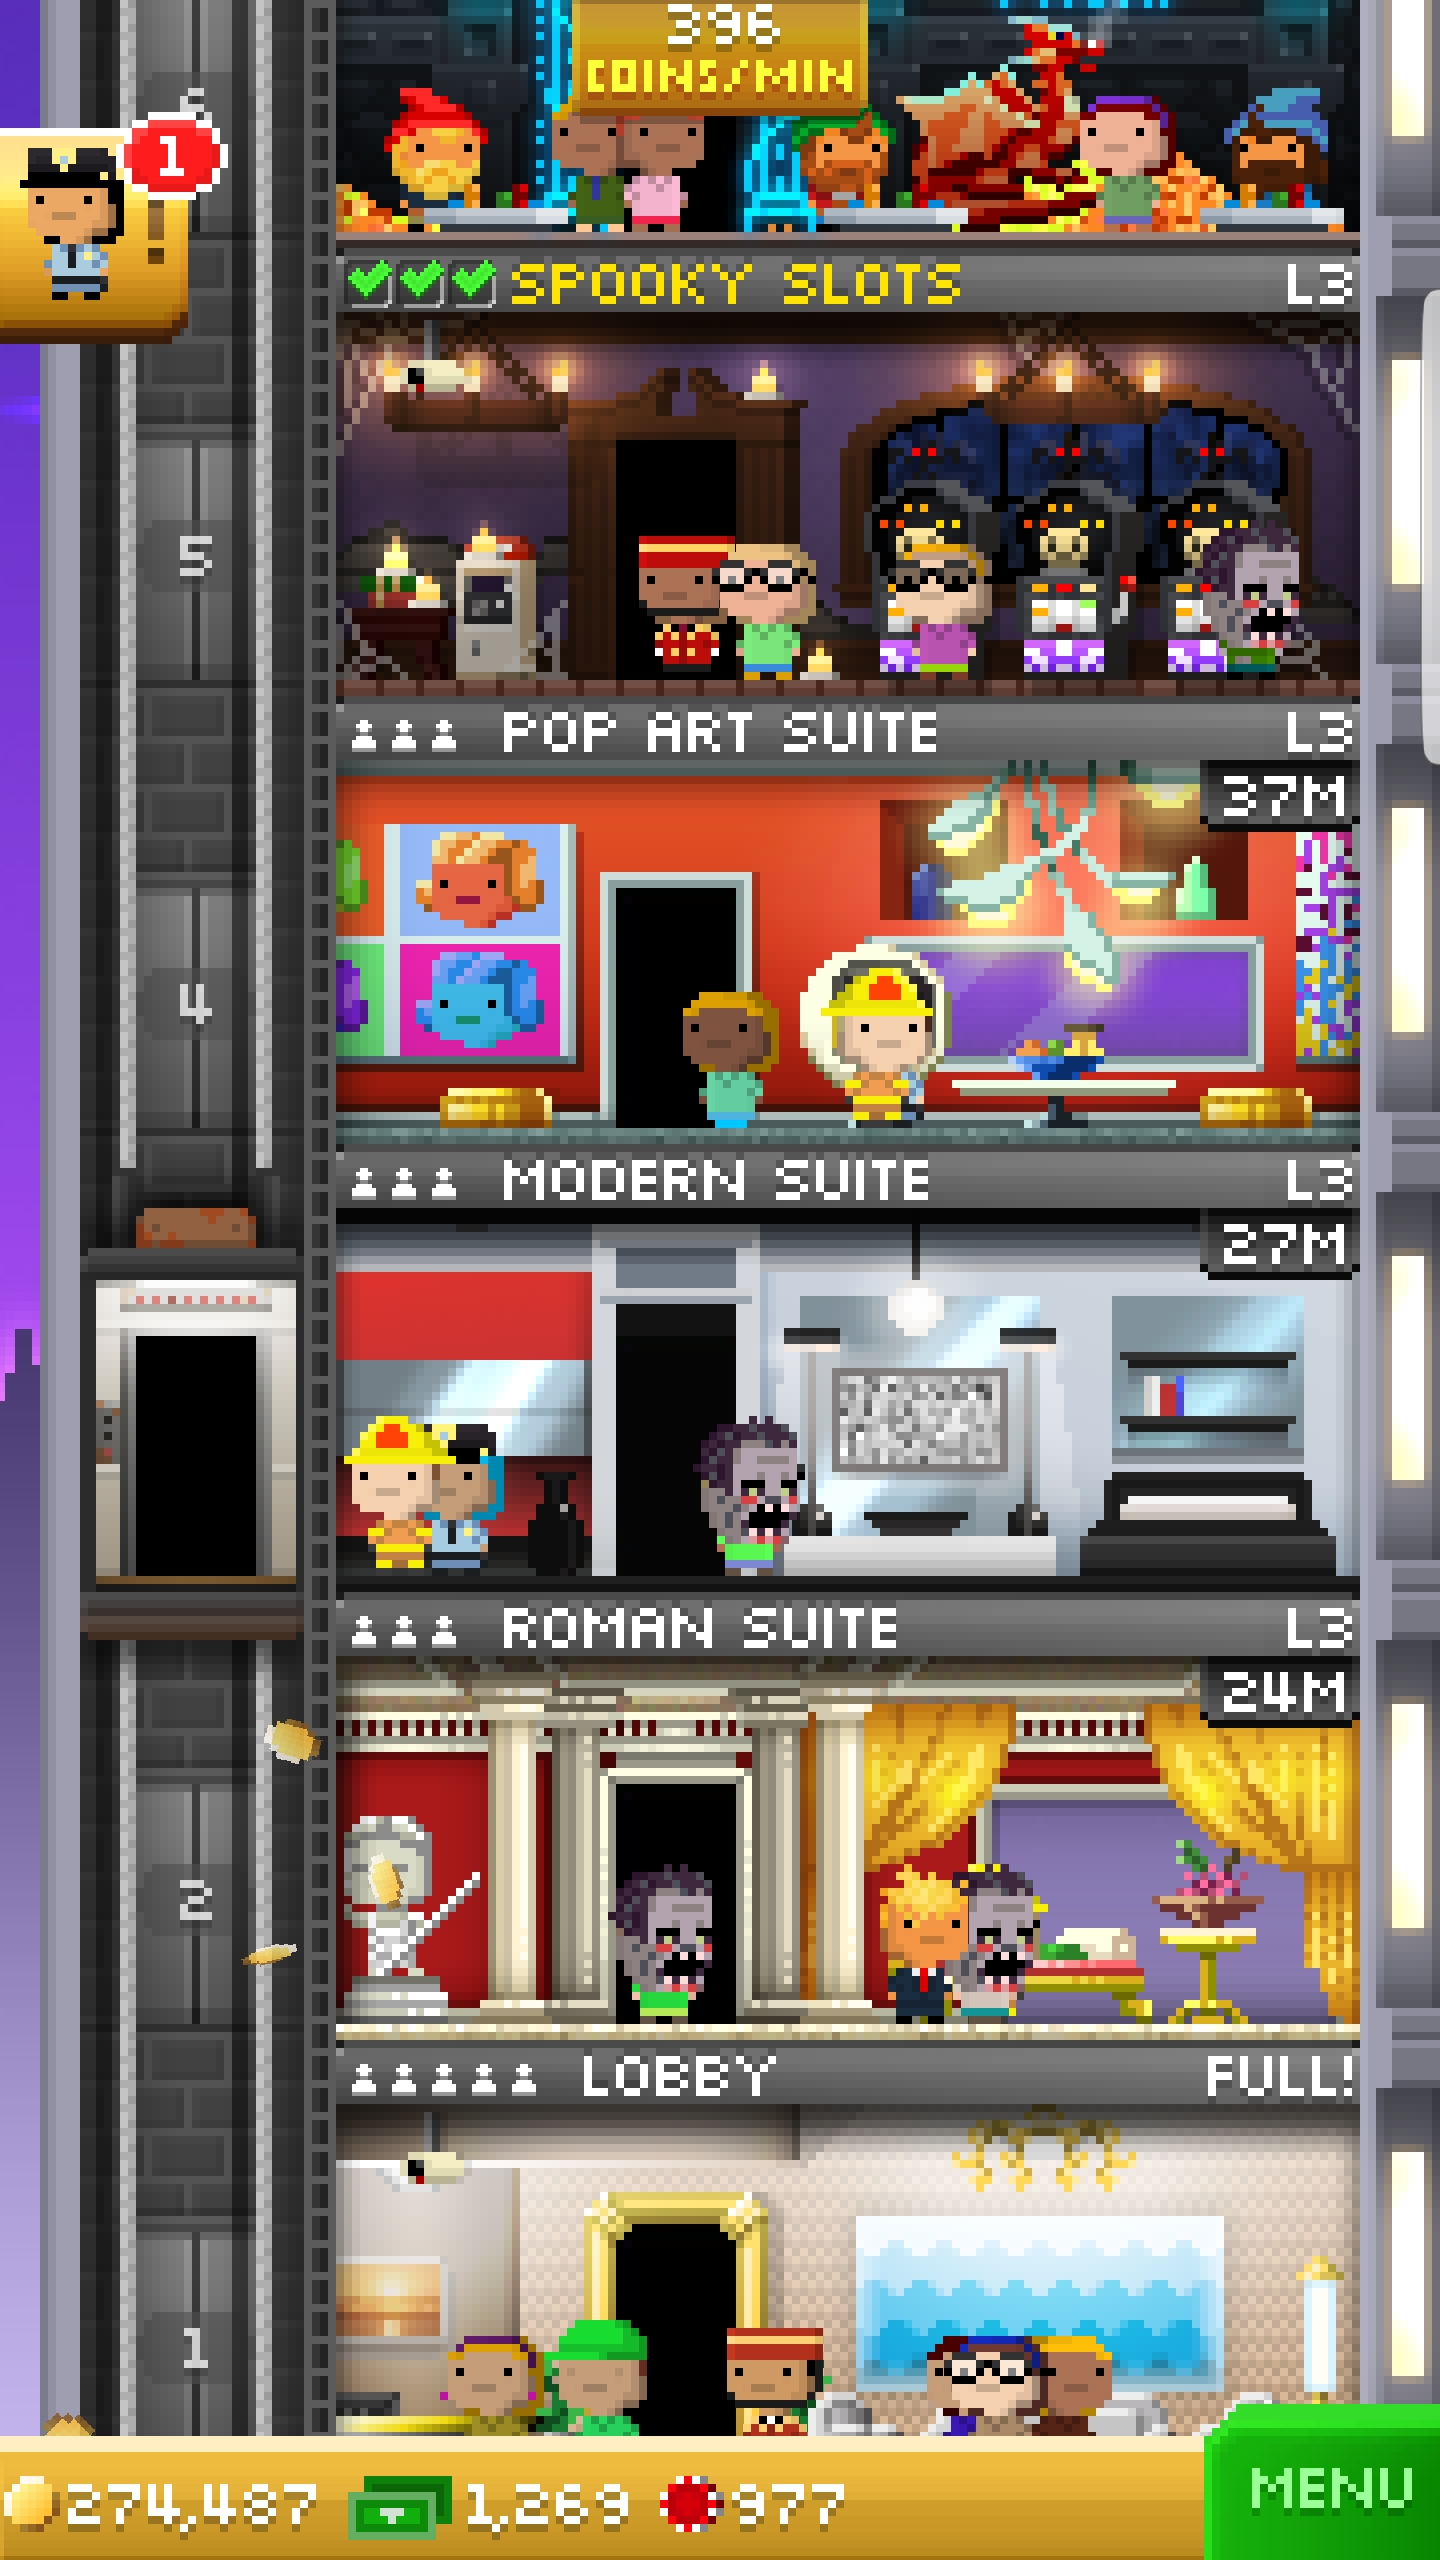 396
COINS/MIN
1
SPOOKY SLOTS L3
5
POP ART SUITE L3
37M
4
MODERN SUITE L3
27M
ROMAN SUITE L3
24M
2
LOBBY FULL!
1
274,487 1,269 977 MENU